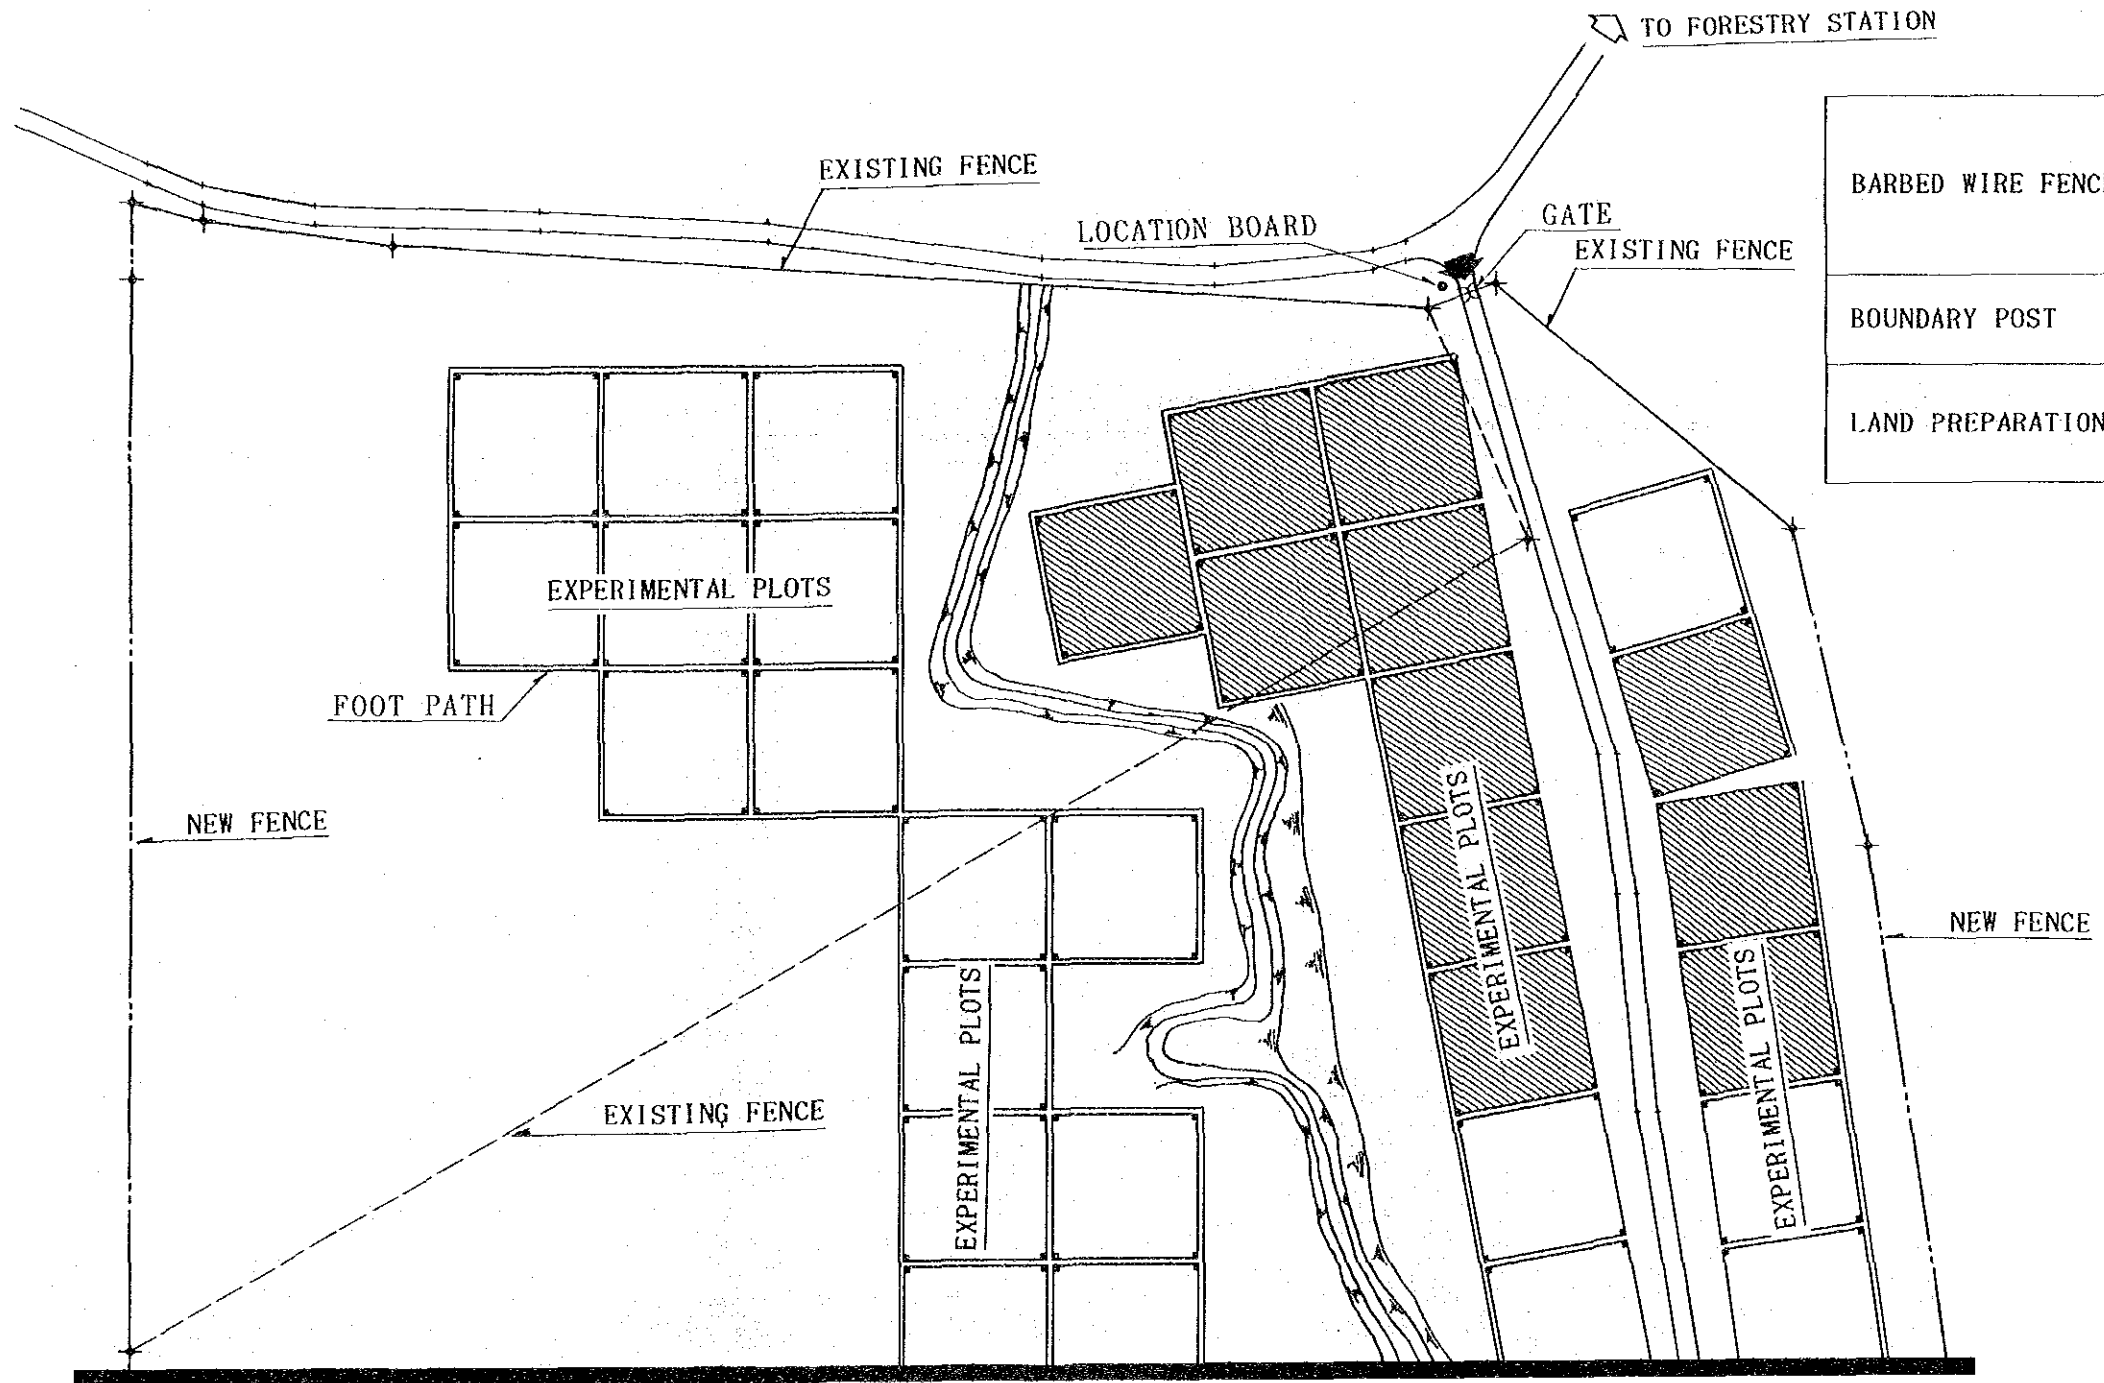 TO FORESTRY STATION
EXISTING FENCE
BARBED WIRE FENC
LOCATION BOARD
GATE
EXISTING FENCE
BOUNDARY POST
LAND PREPARATION
EXPERIMENTAL PLOTS
FOOT PATH
NEW FENCE
EXPERIMENTAL PLOTS
NEW FENCE
EXPERIMENTAL PLOTS
EXPERIMENTAL PLOTS
EXISTING FENCE